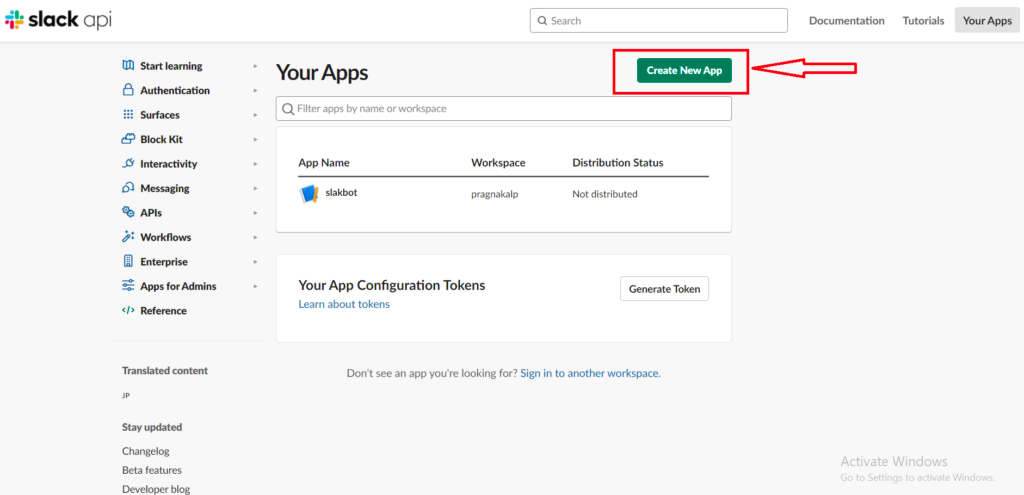 slack api
Search
Documentation
Tutorials
Your Apps
Start learning
Authentication
Surfaces
Block Kit
Interactivity
Messaging
APIs
Workflows
Enterprise
Apps for Admins
Reference
Translated content
JP
Stay updated
Changelog
Beta features
Developer blog
Your Apps
Create New App
Filter apps by name or workspace
App Name Workspace Distribution Status
slakbot pragnakalp Not distributed
Your App Configuration Tokens
Learn about tokens
Generate Token
Don't see an app you're looking for? Sign in to another workspace.
Activate Windows
Go to Settings to activate Windows.